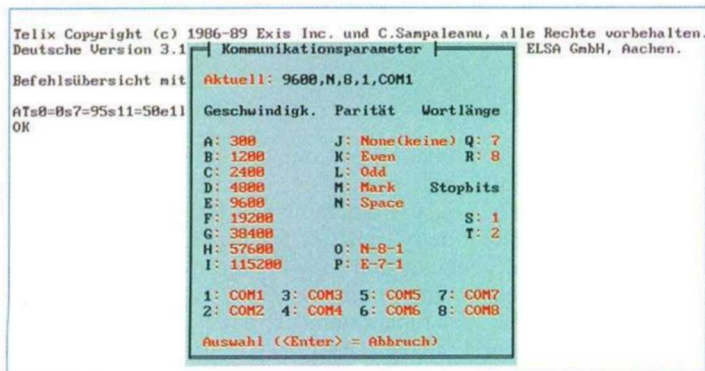 Telix Copyright (c) 1986-89 Exis Inc. und C.Sampaleanu, alle Rechte vorbehalten.
Deutsche Version 3.1
ELSA GmbH, Aachen.
Befehlsübersicht mit
ATs0=0s7=95s11=50e1l
OK
Kommunikationsparameter
Aktuell: 9600,N,8,1,COM1
Geschwindigk. Parität Wortlänge
A: 300 J: None(keine) Q: 7
B: 1200 K: Even R: 8
C: 2400 L: Odd
D: 4800 M: Mark Stopbits
E: 9600 N: Space
F: 19200 S: 1
G: 38400 T: 2
H: 57600 O: N-8-1
I: 115200 P: E-7-1
1: COM1 3: COM3 5: COM5 7: COM7
2: COM2 4: COM4 6: COM6 8: COM8
Auswahl (<Enter> = Abbruch)